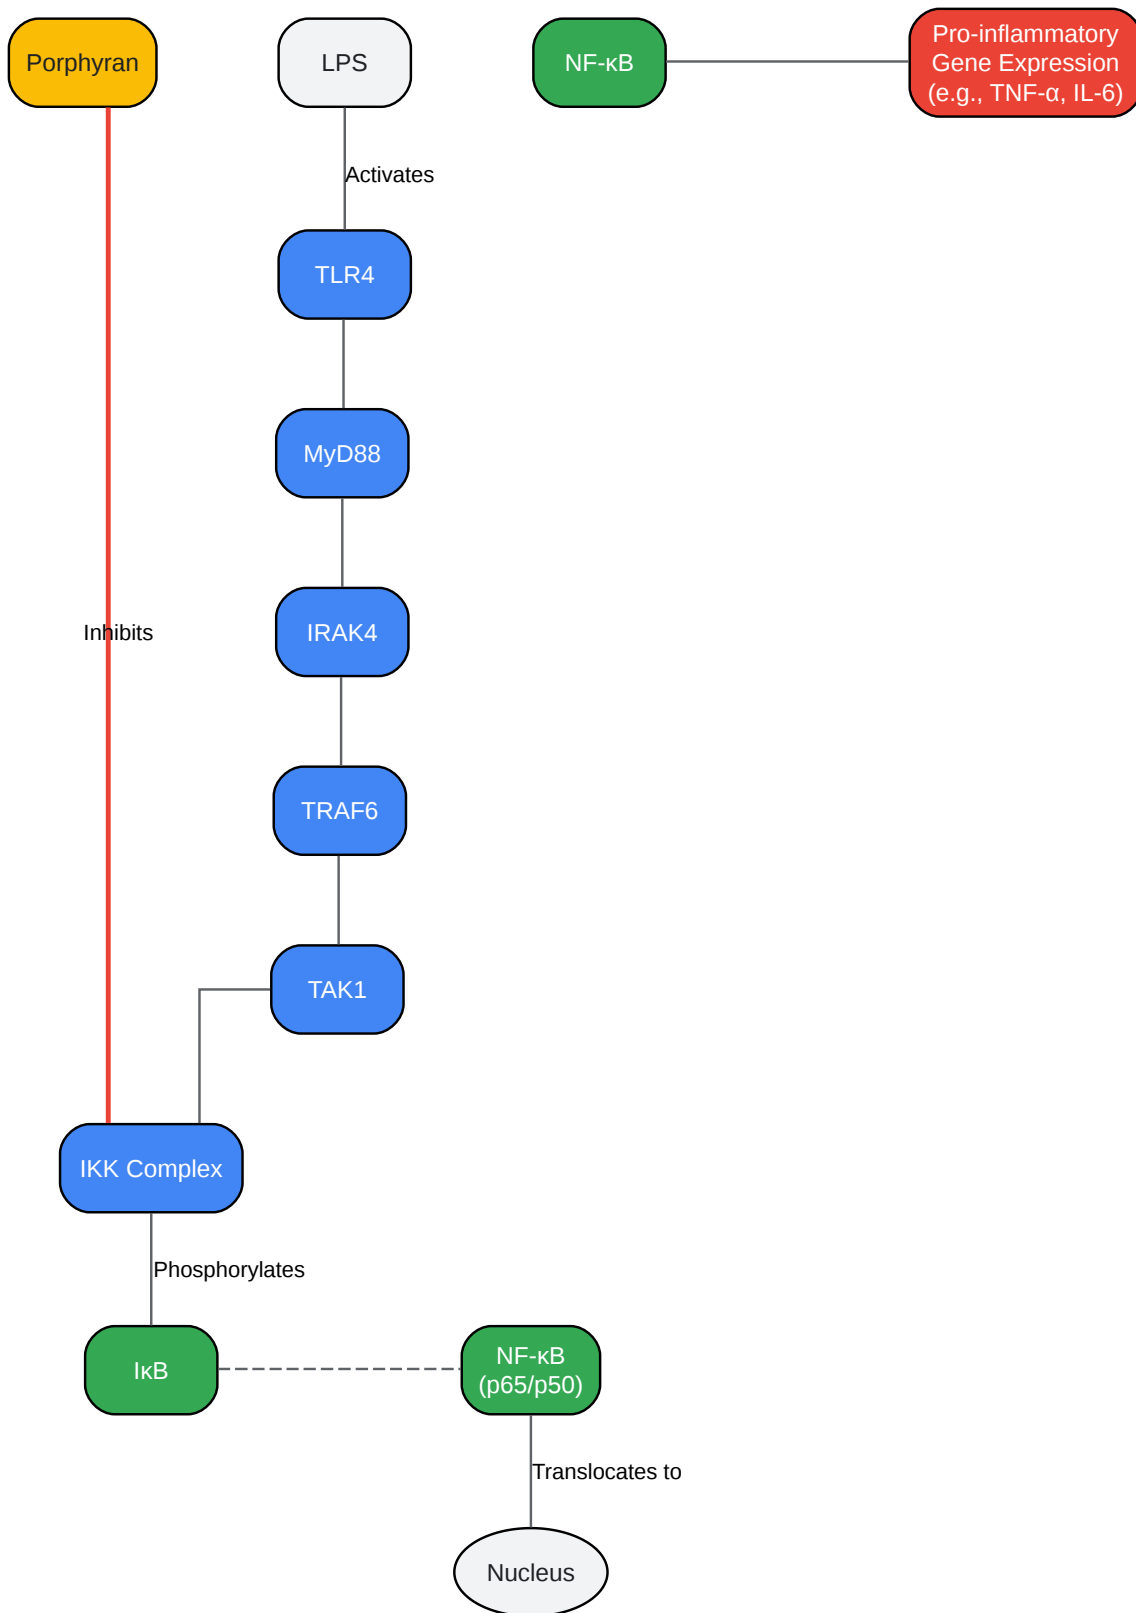 Porphyran
LPS
NF-κB
Pro-inflammatory
Gene Expression
(e.g., TNF-α, IL-6)
Activates
TLR4
MyD88
Inhibits
IRAK4
TRAF6
TAK1
IKK Complex
Phosphorylates
IκB
NF-κB
(p65/p50)
Translocates to
Nucleus